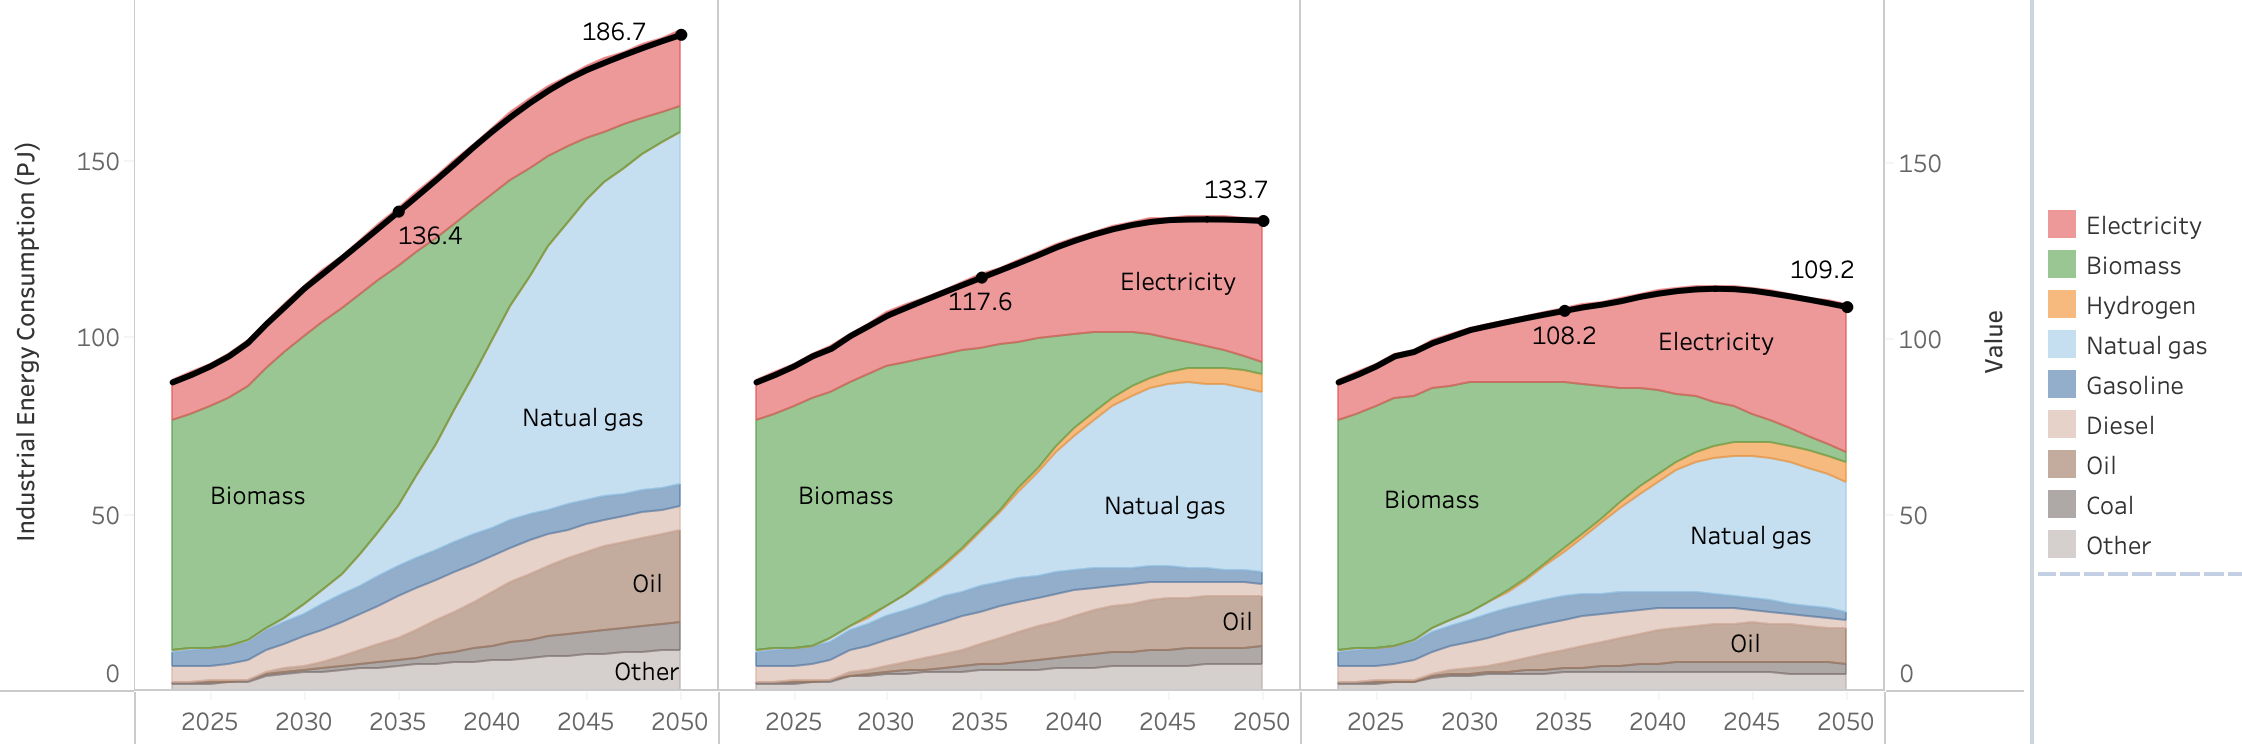 Industrial Energy Consumption (PJ)
150
100
50
0
186.7
136.4
Biomass
Natual gas
Oil
Other
2025
2030
2035
2040
2045
2050
133.7
117.6
Electricity
Biomass
Natual gas
Oil
2025
2030
2035
2040
2045
2050
109.2
108.2
Electricity
Biomass
Natual gas
Oil
2025
2030
2035
2040
2045
2050
150
100
50
0
Value
Electricity
Biomass
Hydrogen
Natual gas
Gasoline
Diesel
Oil
Coal
Other